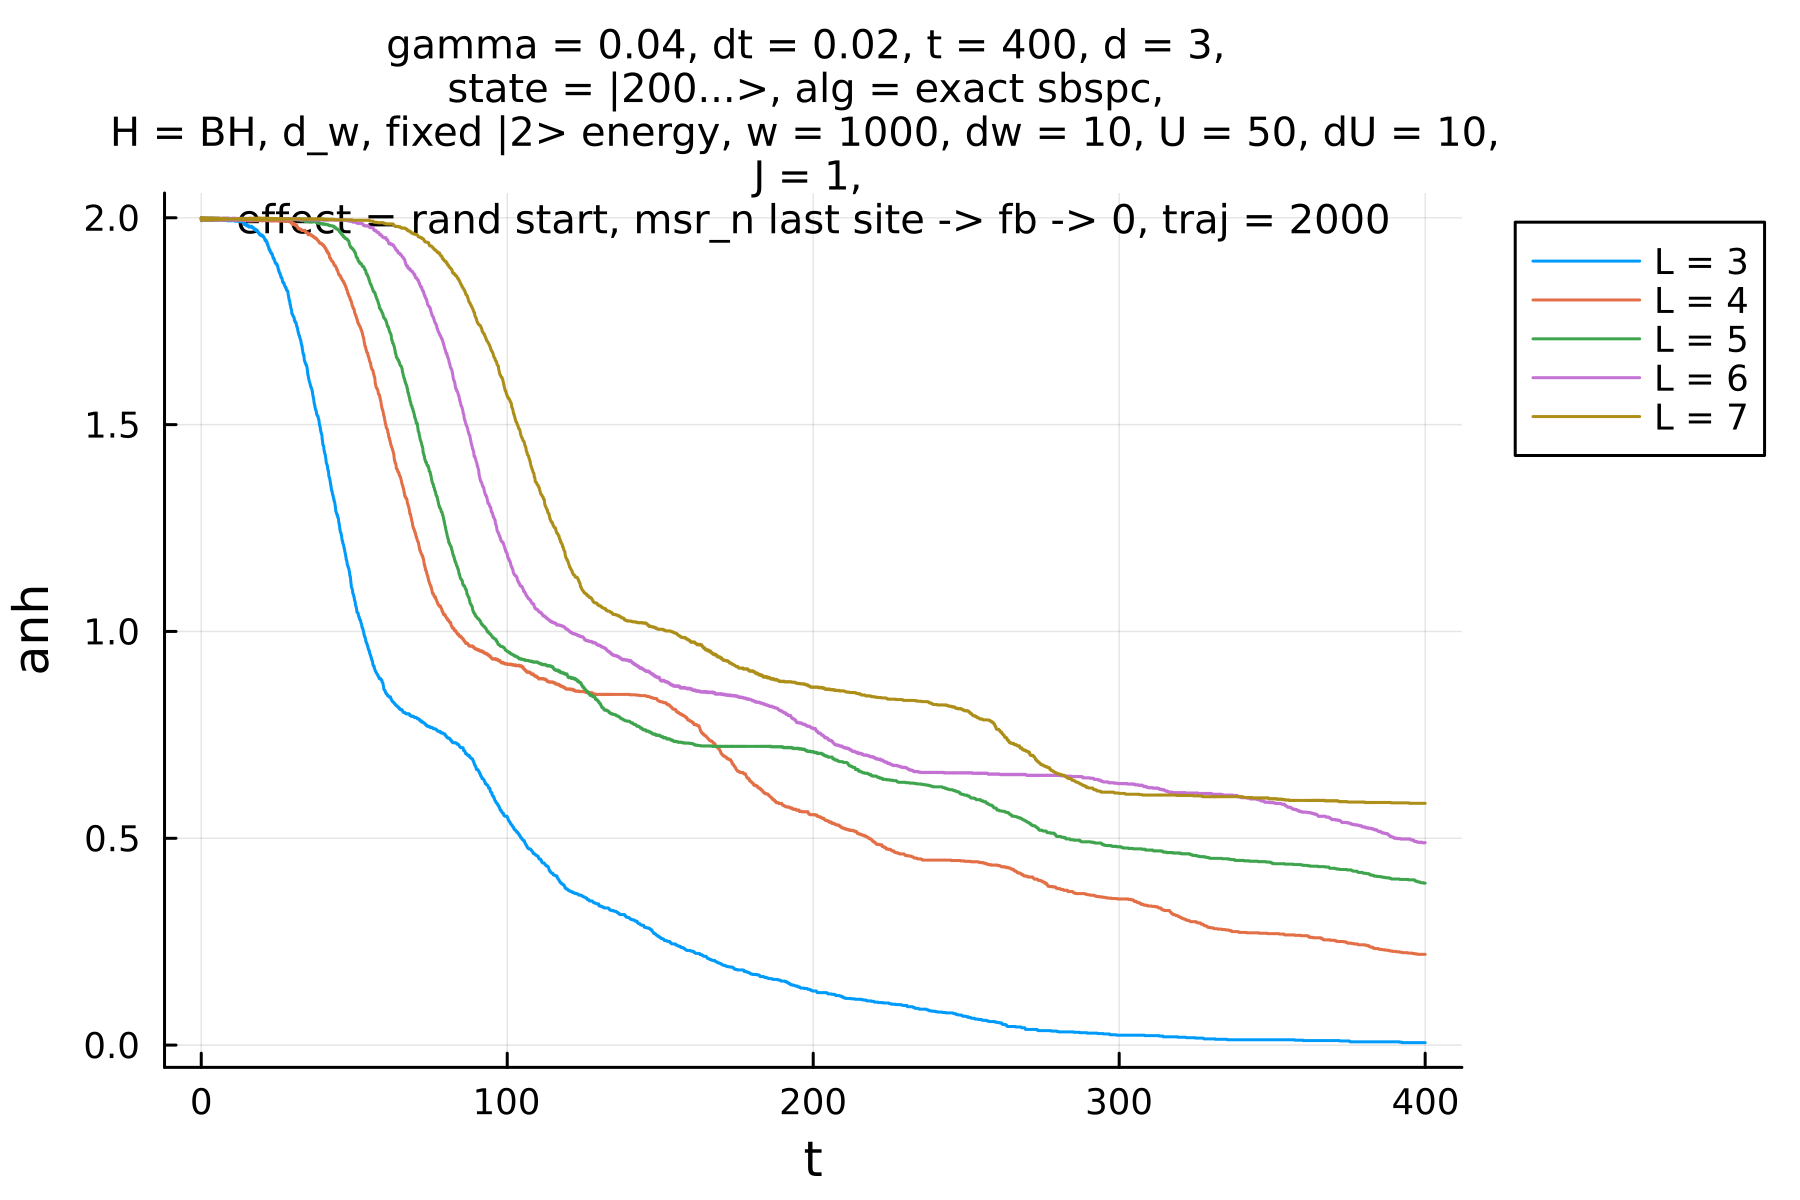 gamma = 0.04, dt = 0.02, t = 400, d = 3,
state = |200...>, alg = exact sbspc,
H = BH, d_w, fixed |2> energy, w = 1000, dw = 10, U = 50, dU = 10,
J = 1,
effect = rand start, msr_n last site -> fb -> 0, traj = 2000
2.0
1.5
1.0
0.5
0.0
anh
0 100 200 300 400
t
L = 3
L = 4
L = 5
L = 6
L = 7